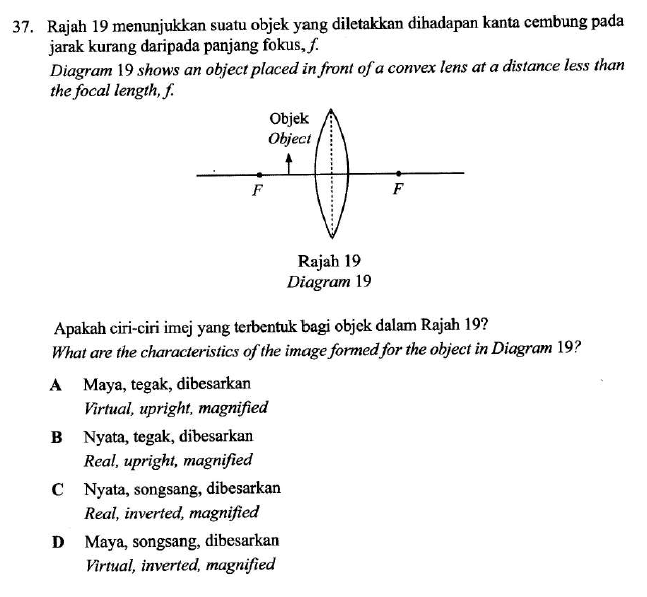 37. Rajah 19 menunjukkan suatu objek yang diletakkan dihadapan kanta cembung pada
jarak kurang daripada panjang fokus, f.
Diagram 19 shows an object placed in front of a convex lens at a distance less than
the focal length, f.
Objek
Object
F
F
Rajah 19
Diagram 19
Apakah ciri-ciri imej yang terbentuk bagi objek dalam Rajah 19?
What are the characteristics of the image formed for the object in Diagram 19?
A Maya, tegak, dibesarkan
Virtual, upright, magnified
B Nyata, tegak, dibesarkan
Real, upright, magnified
C Nyata, songsang, dibesarkan
Real, inverted, magnified
D Maya, songsang, dibesarkan
Virtual, inverted, magnified